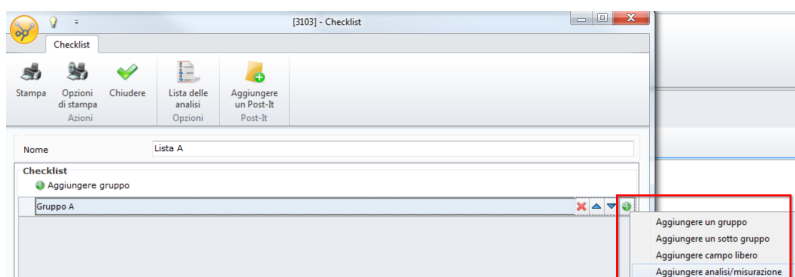 [3103] - Checklist
Checklist
Stampa
Opzioni di stampa
Chiudere
Lista delle analisi
Aggiungere un Post-It
Azioni
Opzioni
Post-It
Nome
Lista A
Checklist
Aggiungere gruppo
Gruppo A
Aggiungere un gruppo
Aggiungere un sotto gruppo
Aggiungere campo libero
Aggiungere analisi/misurazione